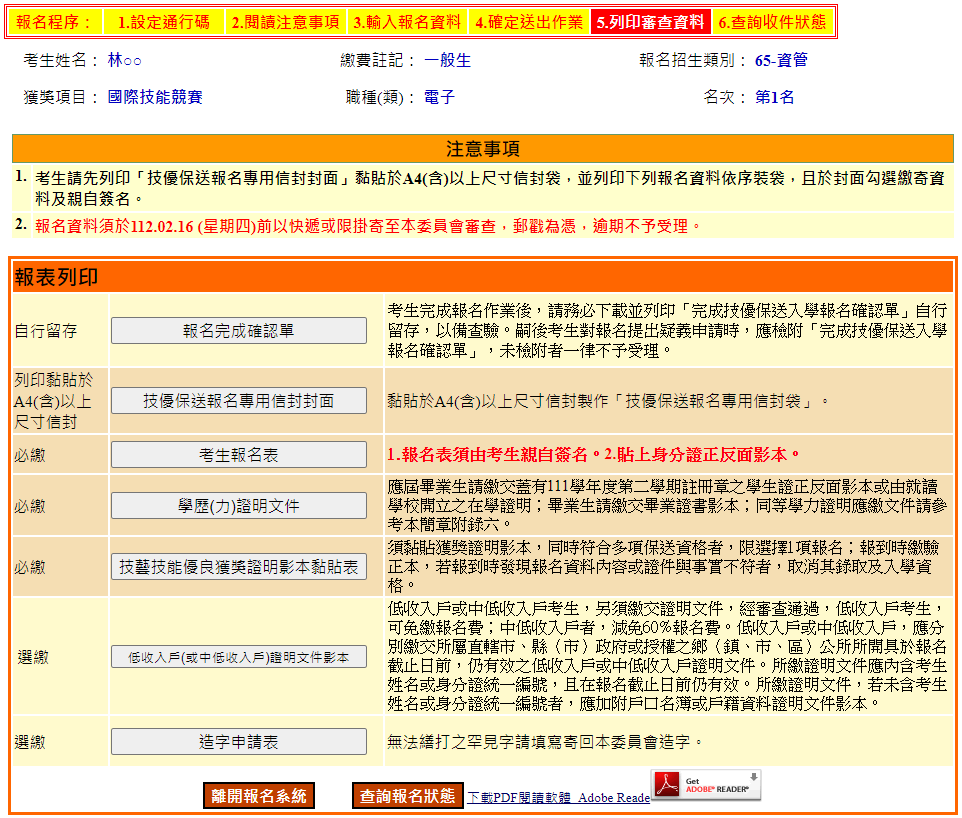 報名程序： 1.設定通行碼 2.閱讀注意事項 3.輸入報名資料 4.確定送出作業 5.列印審查資料 6.查詢收件狀態
考生姓名： 林○○ 繳費註記： 一般生 報名招生類別： 65-資管
獲獎項目： 國際技能競賽 職種(類)： 電子 名次： 第1名
注意事項
1. 考生請先列印「技優保送報名專用信封封面」黏貼於A4(含)以上尺寸信封袋，並列印下列報名資料依序裝袋，且於封面勾選繳寄資
料及親自簽名。
2. 報名資料須於112.02.16 (星期四)前以快遞或限掛寄至本委員會審查，郵戳為憑，逾期不予受理。
報表列印
自行留存
報名完成確認單
考生完成報名作業後，請務必下載並列印「完成技優保送入學報名確認單」自行
留存，以備查驗。嗣後考生對報名提出疑義申請時，應檢附「完成技優保送入學
報名確認單」，未檢附者一律不予受理。
列印黏貼於
A4(含)以上
尺寸信封
技優保送報名專用信封封面
黏貼於A4(含)以上尺寸信封製作「技優保送報名專用信封袋」。
必繳
考生報名表
1.報名表須由考生親自簽名。2.貼上身分證正反面影本。
必繳
學歷(力)證明文件
應屆畢業生請繳交蓋有111學年度第二學期註冊章之學生證正反面影本或由就讀
學校開立之在學證明；畢業生請繳交畢業證書影本；同等學力證明應繳文件請參
考本簡章附錄六。
必繳
技藝技能優良獲獎證明影本黏貼表
須黏貼獲獎證明影本，同時符合多項保送資格者，限選擇1項報名；報到時繳驗
正本，若報到時發現報名資料內容或證件與事實不符者，取消其錄取及入學資
格。
選繳
低收入戶(或中低收入戶)證明文件影本
低收入戶或中低收入戶考生，另須繳交證明文件，經審查通過，低收入戶考生，
可免繳報名費；中低收入戶者，減免60%報名費。低收入戶或中低收入戶，應分
別繳交所屬直轄市、縣〈市〉政府或授權之鄉〈鎮、市、區〉公所所開具於報名
截止日前，仍有效之低收入戶或中低收入戶證明文件。所繳證明文件應內含考生
姓名或身分證統一編號，且在報名截止日前仍有效。所繳證明文件，若未含考生
姓名或身分證統一編號者，應加附戶口名簿或戶籍資料證明文件影本。
選繳
造字申請表
無法繕打之罕見字請填寫寄回本委員會造字。
離開報名系統 查詢報名狀態 下載PDF閱讀軟體 Adobe Reade
Get
ADOBE® READER®